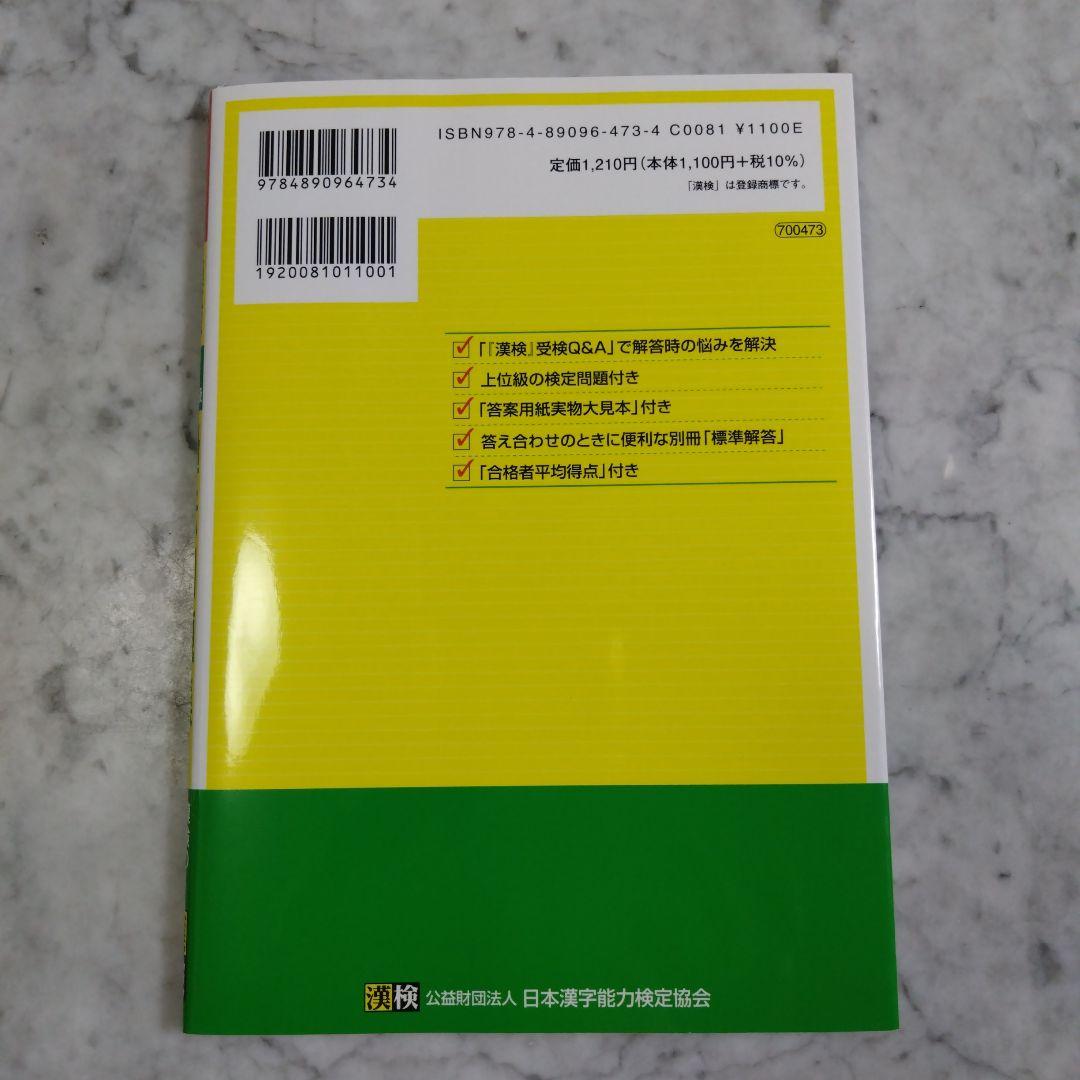 ISBN978-4-89096-473-4 C0081 ¥1100E
定価1,210円(本体1,100円+税10%)
「漢検」は登録商標です。
9784890964734
1920081011001
700473
「『漢検』受検Q&A」で解答時の悩みを解決
上位級の検定問題付き
「答案用紙実物大見本」付き
答え合わせのときに便利な別冊「標準解答」
「合格者平均得点」付き
漢検 公益財団法人 日本漢字能力検定協会